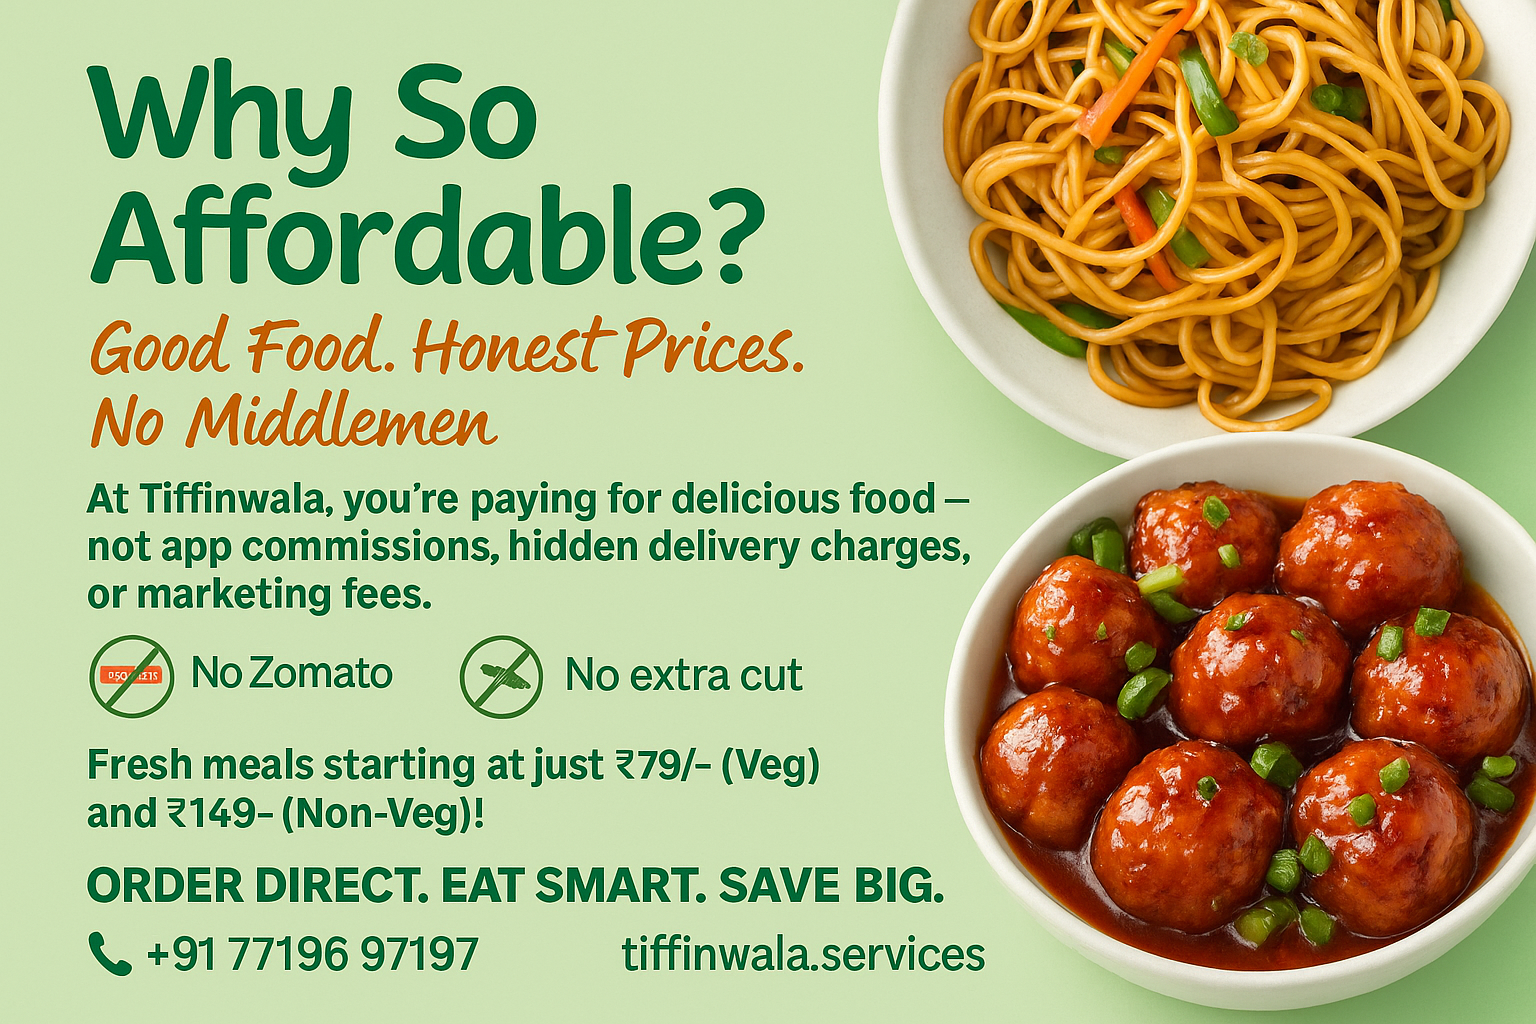 Why So
Affordable?
Good Food. Honest Prices.
No Middlemen
At Tiffinwala, you're paying for delicious food –
not app commissions, hidden delivery charges,
or marketing fees.
No Zomato
No extra cut
Fresh meals starting at just ₹79/- (Veg)
and ₹149- (Non-Veg)!
ORDER DIRECT. EAT SMART. SAVE BIG.
+91 77196 97197
tiffinwala.services